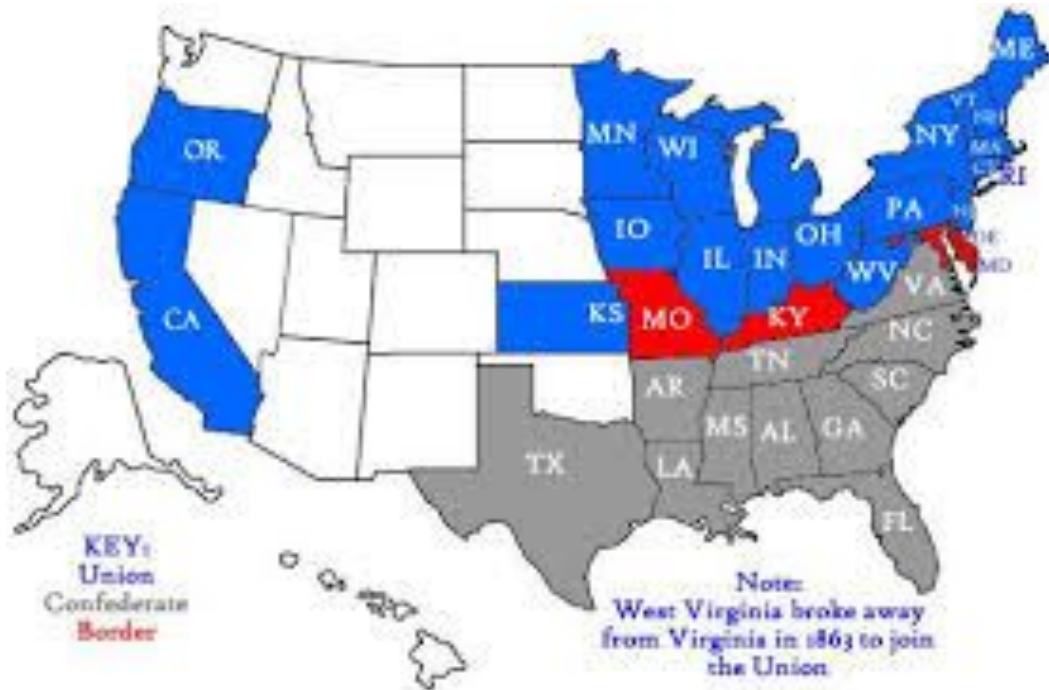 ME
VT
NH
MN
WI
NY
MA
OR
RI
PA
IO
NJ
OH
IL
IN
DE
WV
MD
VA
CA
KS
MO
KY
NC
TN
SC
AR
MS
AL
GA
TX
LA
FL
KEY:
Union
Confederate
Border
Note:
West Virginia broke away
from Virginia in 1863 to join
the Union